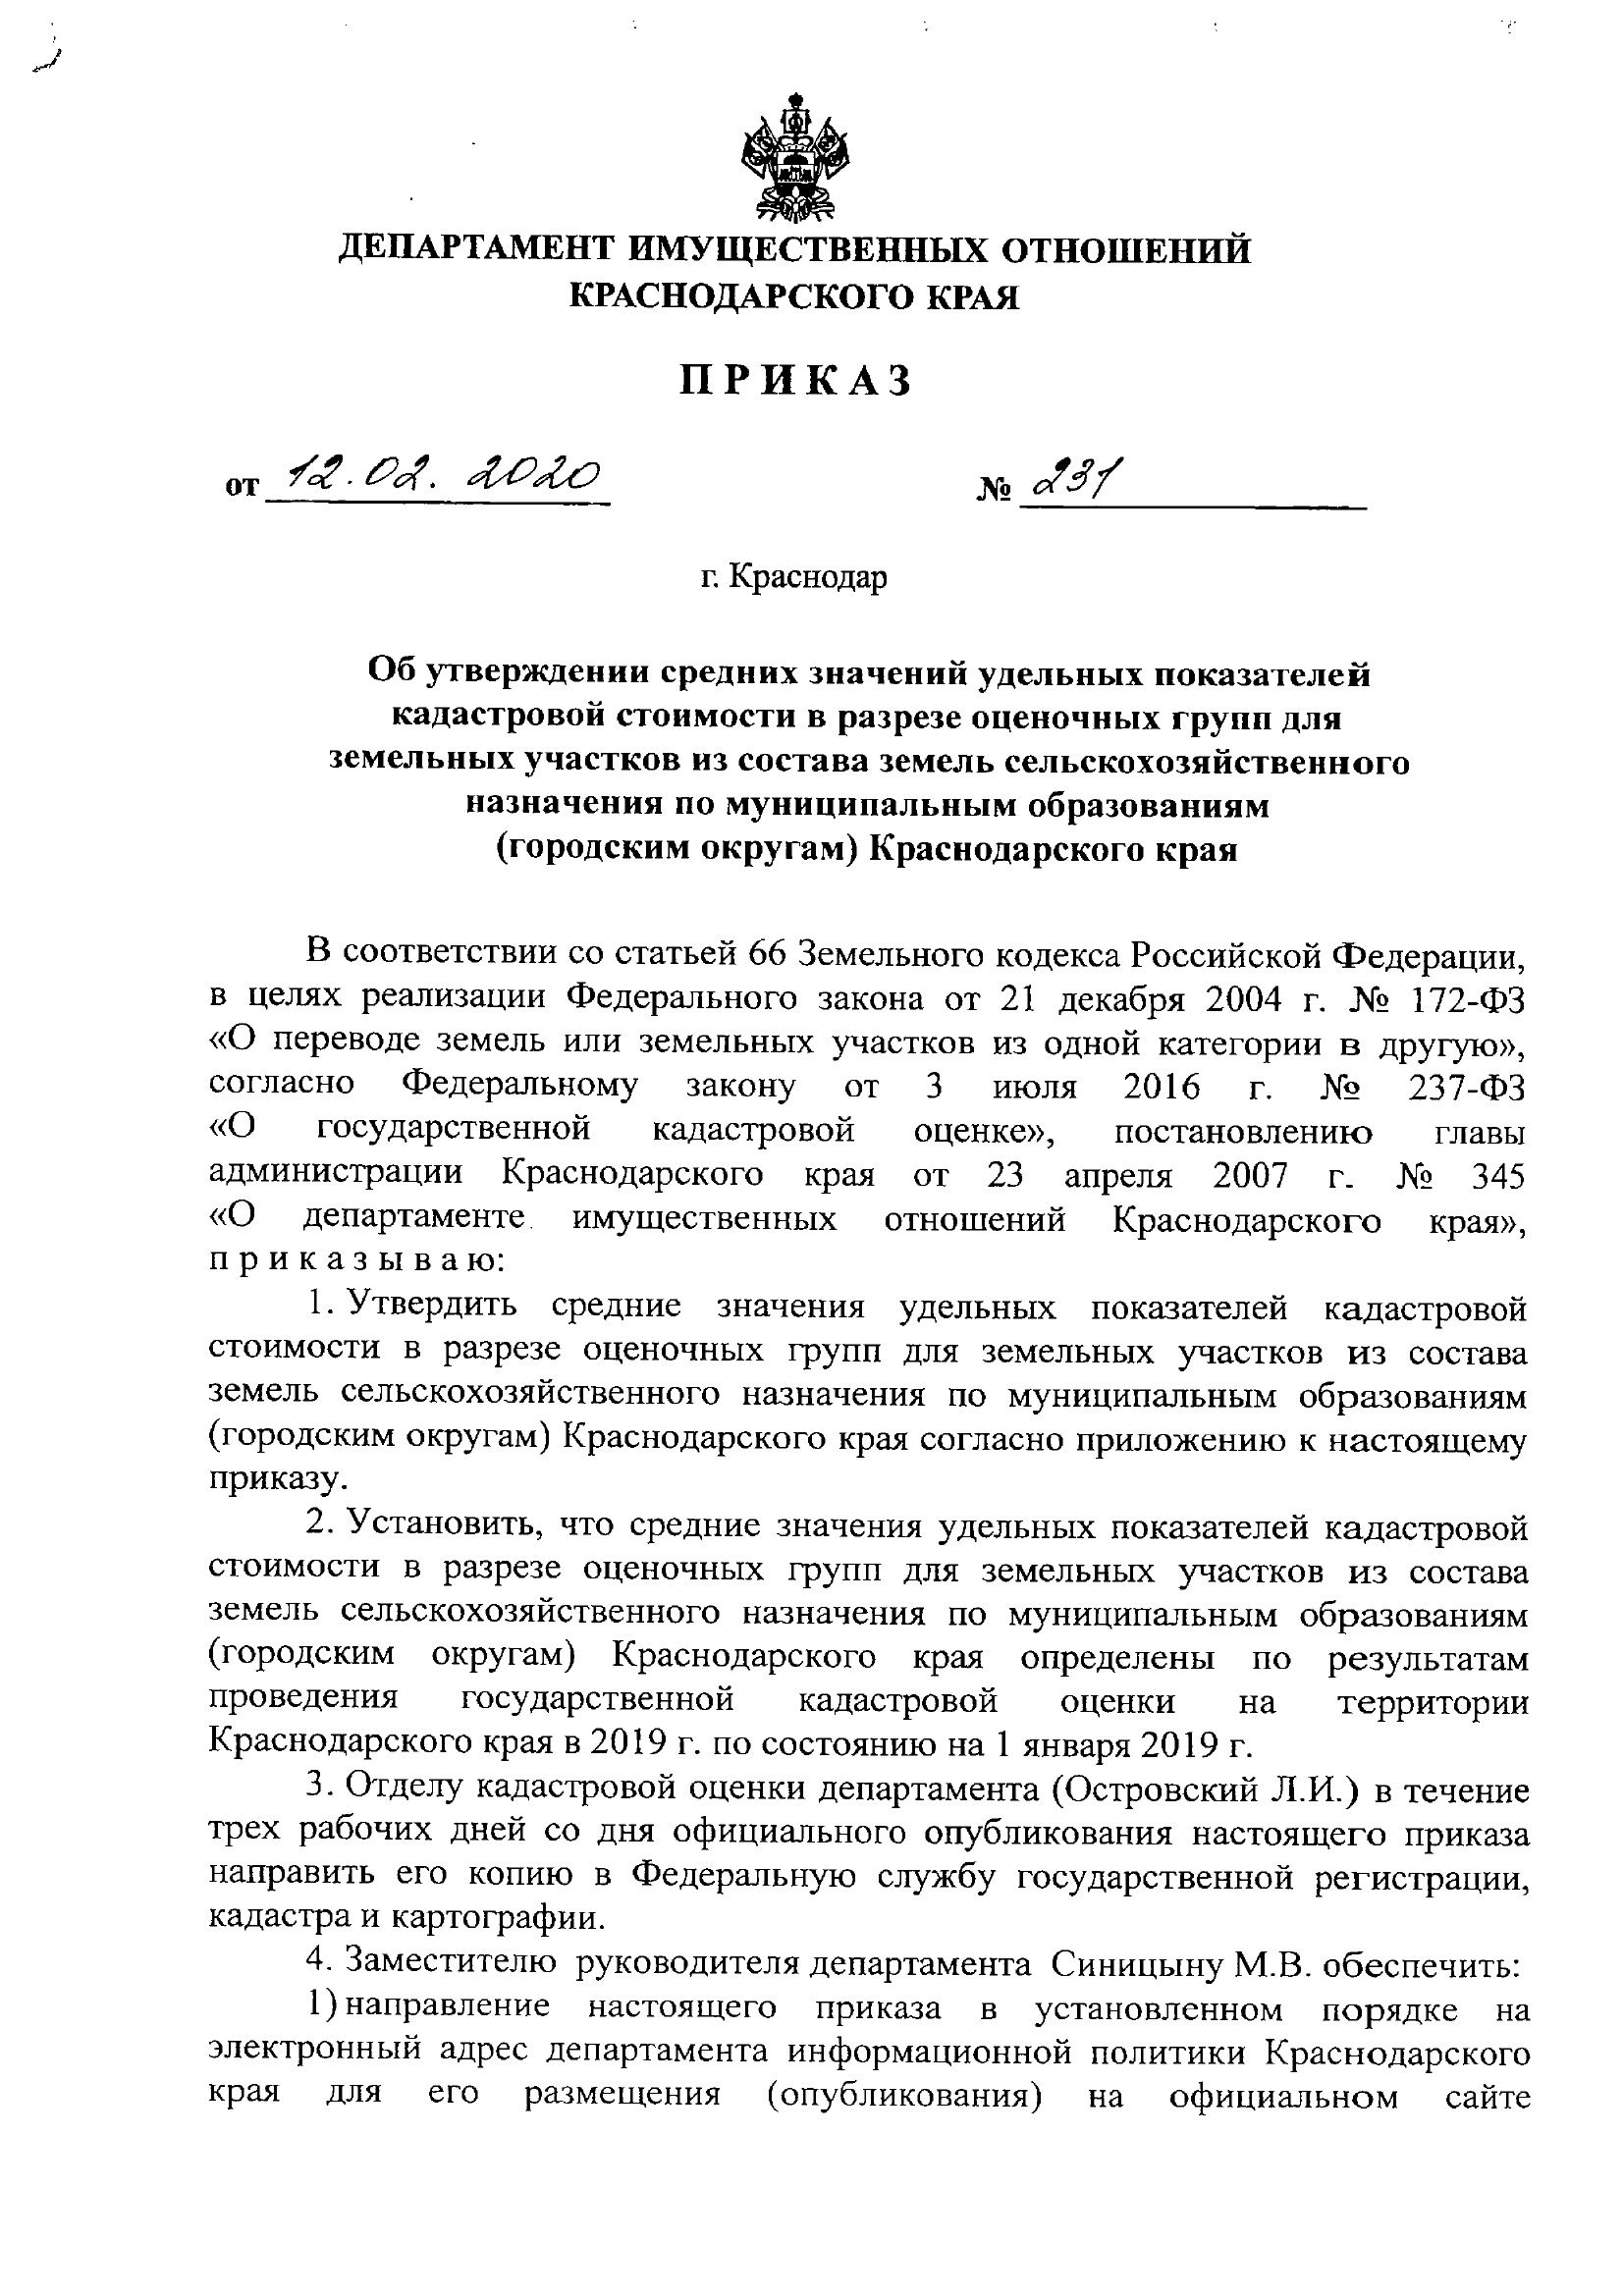 ДЕПАРТАМЕНТ ИМУЩЕСТВЕННЫХ ОТНОШЕНИЙ
КРАСНОДАРСКОГО КРАЯ
П Р И К А З
от 12.02.2020 № 231
г. Краснодар
Об утверждении средних значений удельных показателей
кадастровой стоимости в разрезе оценочных групп для
земельных участков из состава земель сельскохозяйственного
назначения по муниципальным образованиям
(городским округам) Краснодарского края
В соответствии со статьей 66 Земельного кодекса Российской Федерации,
в целях реализации Федерального закона от 21 декабря 2004 г. № 172-ФЗ
«О переводе земель или земельных участков из одной категории в другую»,
согласно Федеральному закону от 3 июля 2016 г. № 237-ФЗ
«О государственной кадастровой оценке», постановлению главы
администрации Краснодарского края от 23 апреля 2007 г. № 345
«О департаменте имущественных отношений Краснодарского края»,
п р и к а з ы в а ю:
1. Утвердить средние значения удельных показателей кадастровой
стоимости в разрезе оценочных групп для земельных участков из состава
земель сельскохозяйственного назначения по муниципальным образованиям
(городским округам) Краснодарского края согласно приложению к настоящему
приказу.
2. Установить, что средние значения удельных показателей кадастровой
стоимости в разрезе оценочных групп для земельных участков из состава
земель сельскохозяйственного назначения по муниципальным образованиям
(городским округам) Краснодарского края определены по результатам
проведения государственной кадастровой оценки на территории
Краснодарского края в 2019 г. по состоянию на 1 января 2019 г.
3. Отделу кадастровой оценки департамента (Островский Л.И.) в течение
трех рабочих дней со дня официального опубликования настоящего приказа
направить его копию в Федеральную службу государственной регистрации,
кадастра и картографии.
4. Заместителю руководителя департамента Синицыну М.В. обеспечить:
1) направление настоящего приказа в установленном порядке на
электронный адрес департамента информационной политики Краснодарского
края для его размещения (опубликования) на официальном сайте